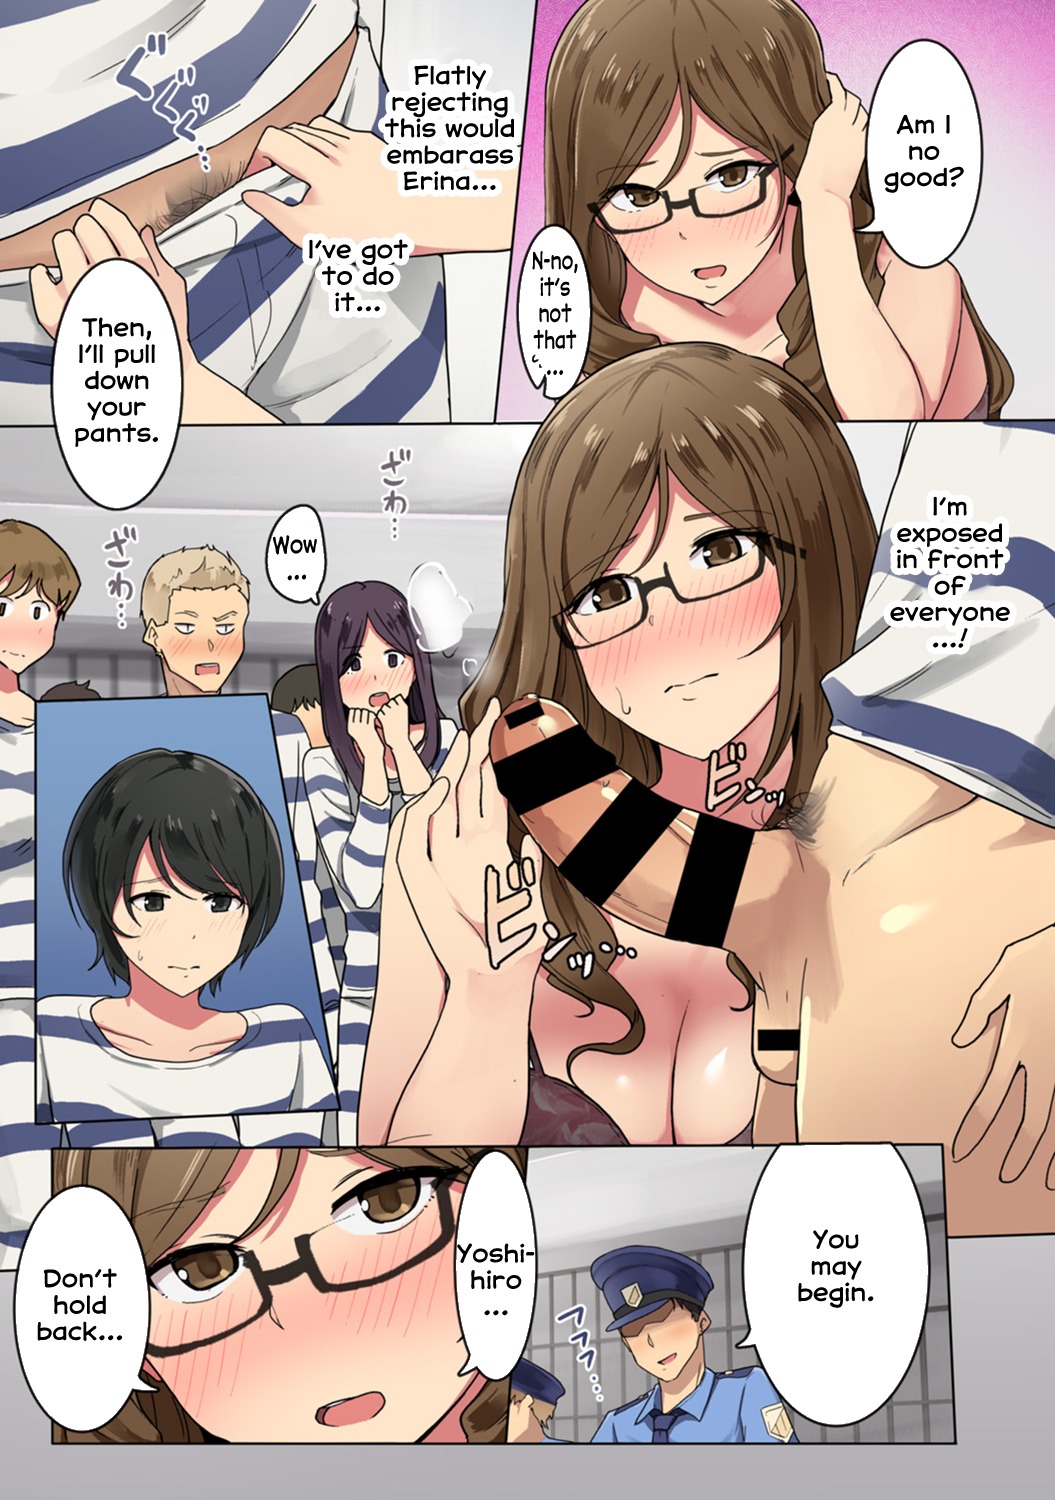 Am I
no
good?
N-no,
it's
not
that
...
Flatly
rejecting
this would
embarass
Erina...
I've got
to do
it...
Then,
I'll pull
down
your
pants.
ぐ
ぐぐぐ...
I'm
exposed
in front
of
everyone
...!
ざわ...
Wow
...
ざわ...
ビンッ
ビンッ...
You
may
begin.
フフフ...
Yoshi-
hiro
...
Don't
hold
back...